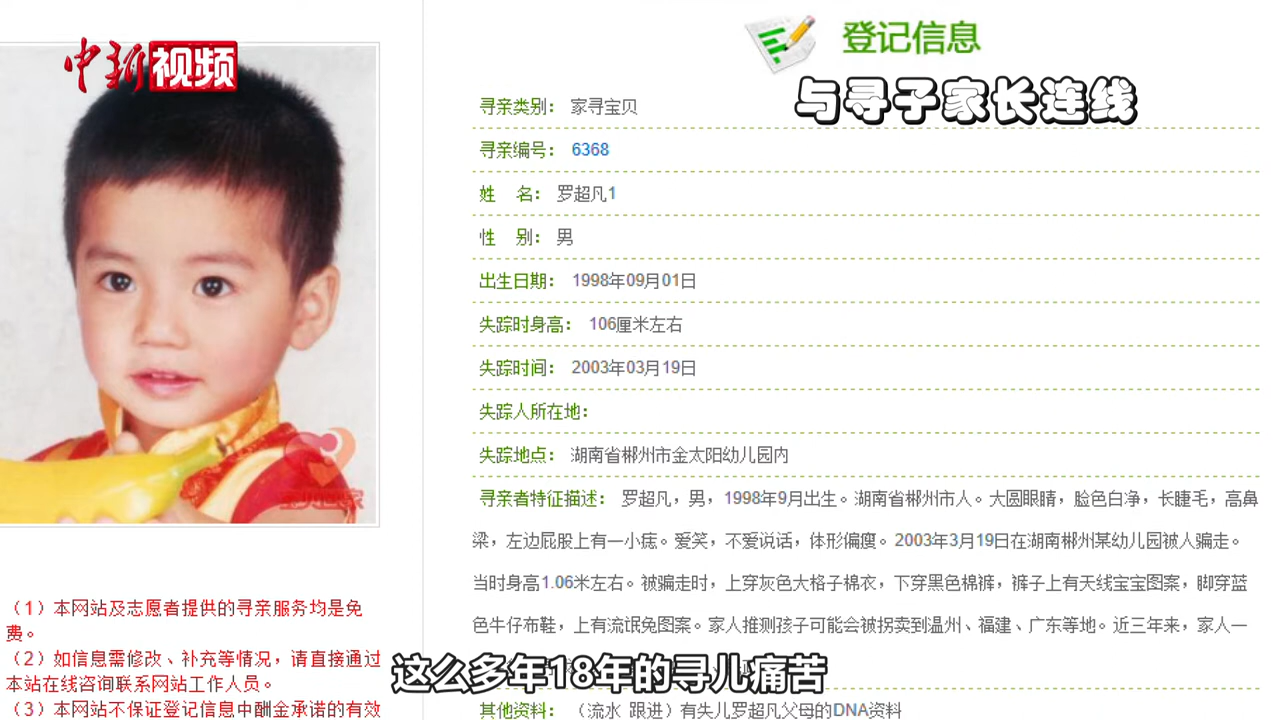 中新视频
登记信息
与寻子家长连线
寻亲类别： 家寻宝贝
寻亲编号： 6368
姓 名： 罗超凡1
性 别： 男
出生日期： 1998年09月01日
失踪时身高： 106厘米左右
失踪时间： 2003年03月19日
失踪人所在地：
失踪地点： 湖南省郴州市金太阳幼儿园内
寻亲者特征描述： 罗超凡，男，1998年9月出生。湖南省郴州市人。大圆眼睛，脸色白净，长睫毛，高鼻
梁，左边屁股上有一小痣。爱笑，不爱说话，体形偏瘦。2003年3月19日在湖南郴州某幼儿园被人骗走。
当时身高1.06米左右。被骗走时，上穿灰色大格子棉衣，下穿黑色棉裤，裤子上有天线宝宝图案，脚穿蓝
色牛仔布鞋，上有流氓兔图案。家人推测孩子可能会被拐卖到温州、福建、广东等地。近三年来，家人一
其他资料： （流水 跟进）有失儿罗超凡父母的DNA资料
（1）本网站及志愿者提供的寻亲服务均是免
费。
（2）如信息需修改、补充等情况，请直接通过
本站在线咨询联系网站工作人员。
（3）本网站不保证登记信息中酬金承诺的有效
这么多年18年的寻儿痛苦